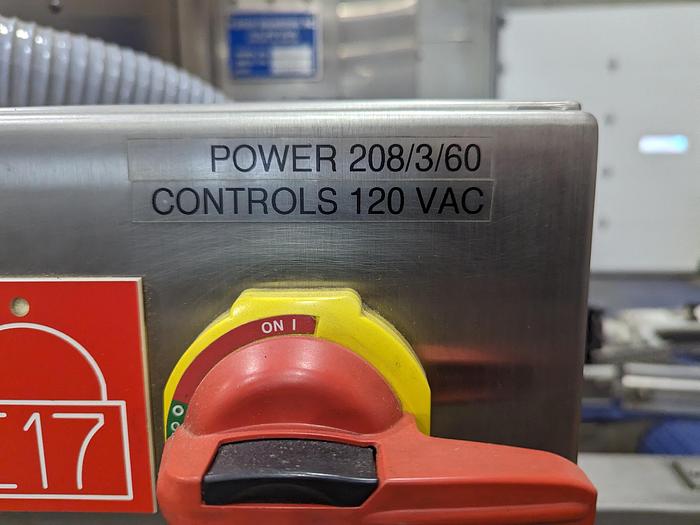 POWER 208/3/60
CONTROLS 120 VAC
ON I
O
17